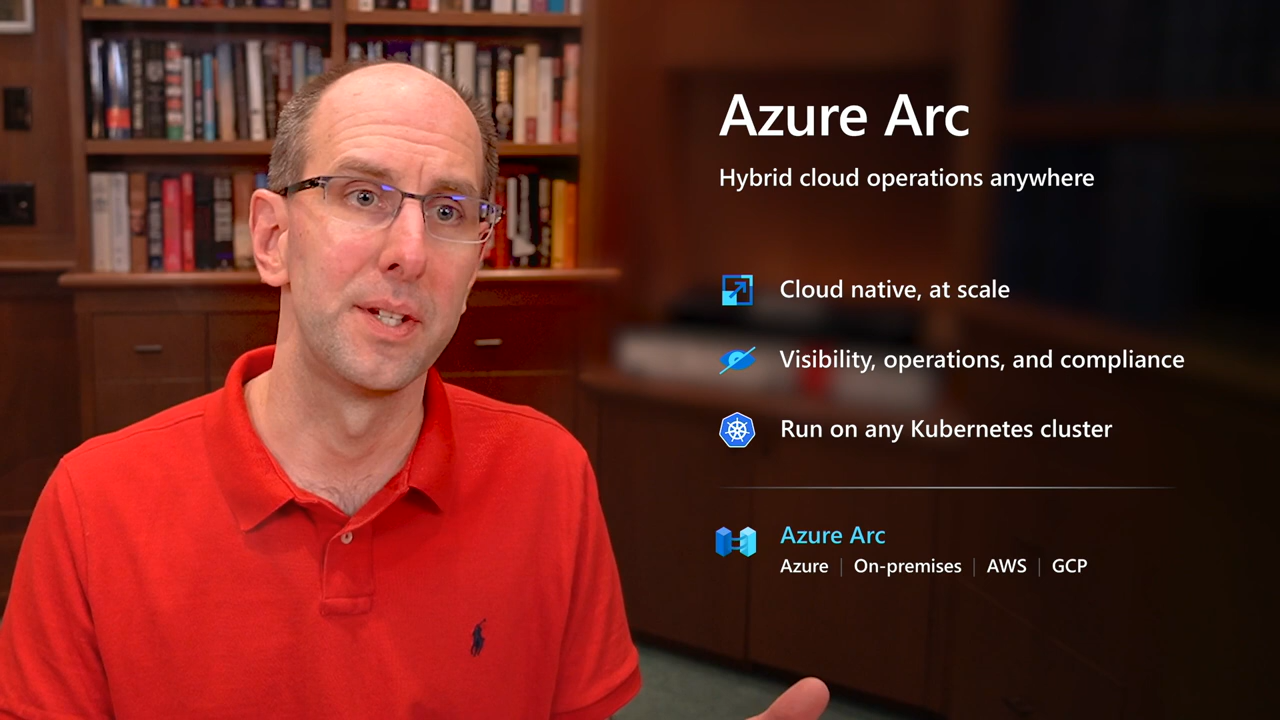 Azure Arc
Hybrid cloud operations anywhere
Cloud native, at scale
Visibility, operations, and compliance
Run on any Kubernetes cluster
Azure Arc
Azure | On-premises | AWS | GCP